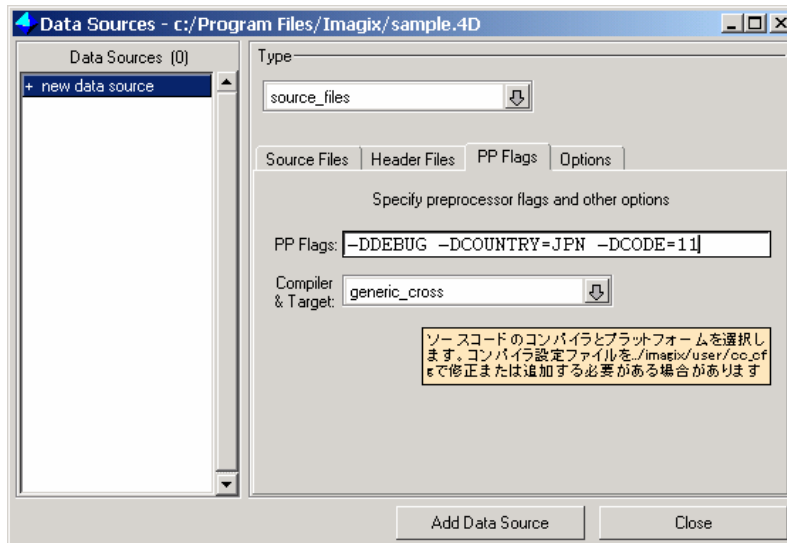 Data Sources - c:/Program Files/Imagix/sample.4D
Data Sources (0)
+ new data source
Type
source_files
Source Files
Header Files
PP Flags
Options
Specify preprocessor flags and other options
PP Flags: -DDEBUG -DCOUNTRY=JPN -DCODE=11
Compiler
& Target:
generic_cross
ソースコードのコンパイラとプラットフォームを選択し
ます。コンパイラ設定ファイルを../imagix/user/cc_cf
gで修正または追加する必要がある場合があります
Add Data Source
Close